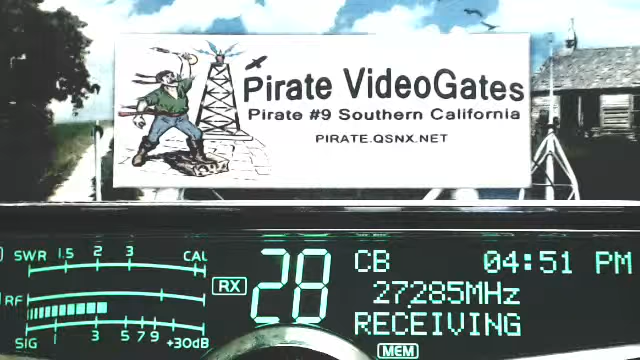 Pirate VideoGates
Pirate #9 Southern California
PIRATE.QSNX.NET
SWR 1.5 2 3 CAL
RF
SIG 1 3 5 7 9 +30dB
RX
28
CB 04:51 PM
27285MHz
RECEIVING
MEM